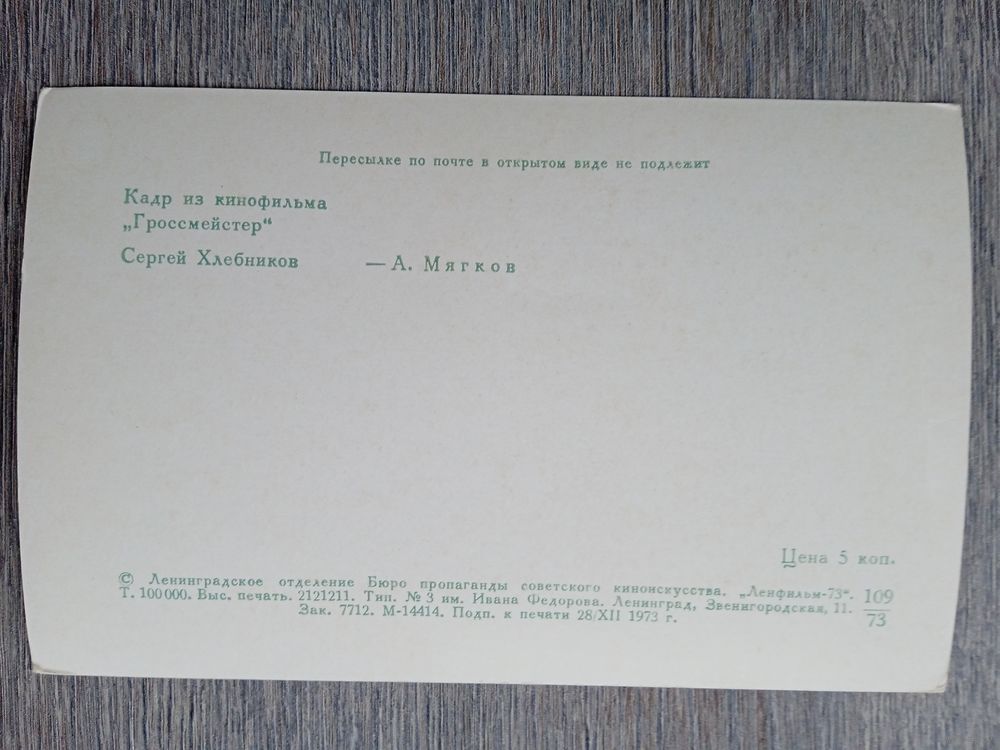 Пересылке по почте в открытом виде не подлежит
Кадр из кинофильма
„Гроссмейстер“
Сергей Хлебников — А. Мягков
Цена 5 коп.
© Ленинградское отделение Бюро пропаганды советского киноискусства. „Ленфильм-73“.
Т. 100000. Выс. печать. 2121211. Тип. № 3 им. Ивана Федорова. Ленинград, Звенигородская, 11.
Зак. 7712. М-14414. Подп. к печати 28/XII 1973 г.
109
73